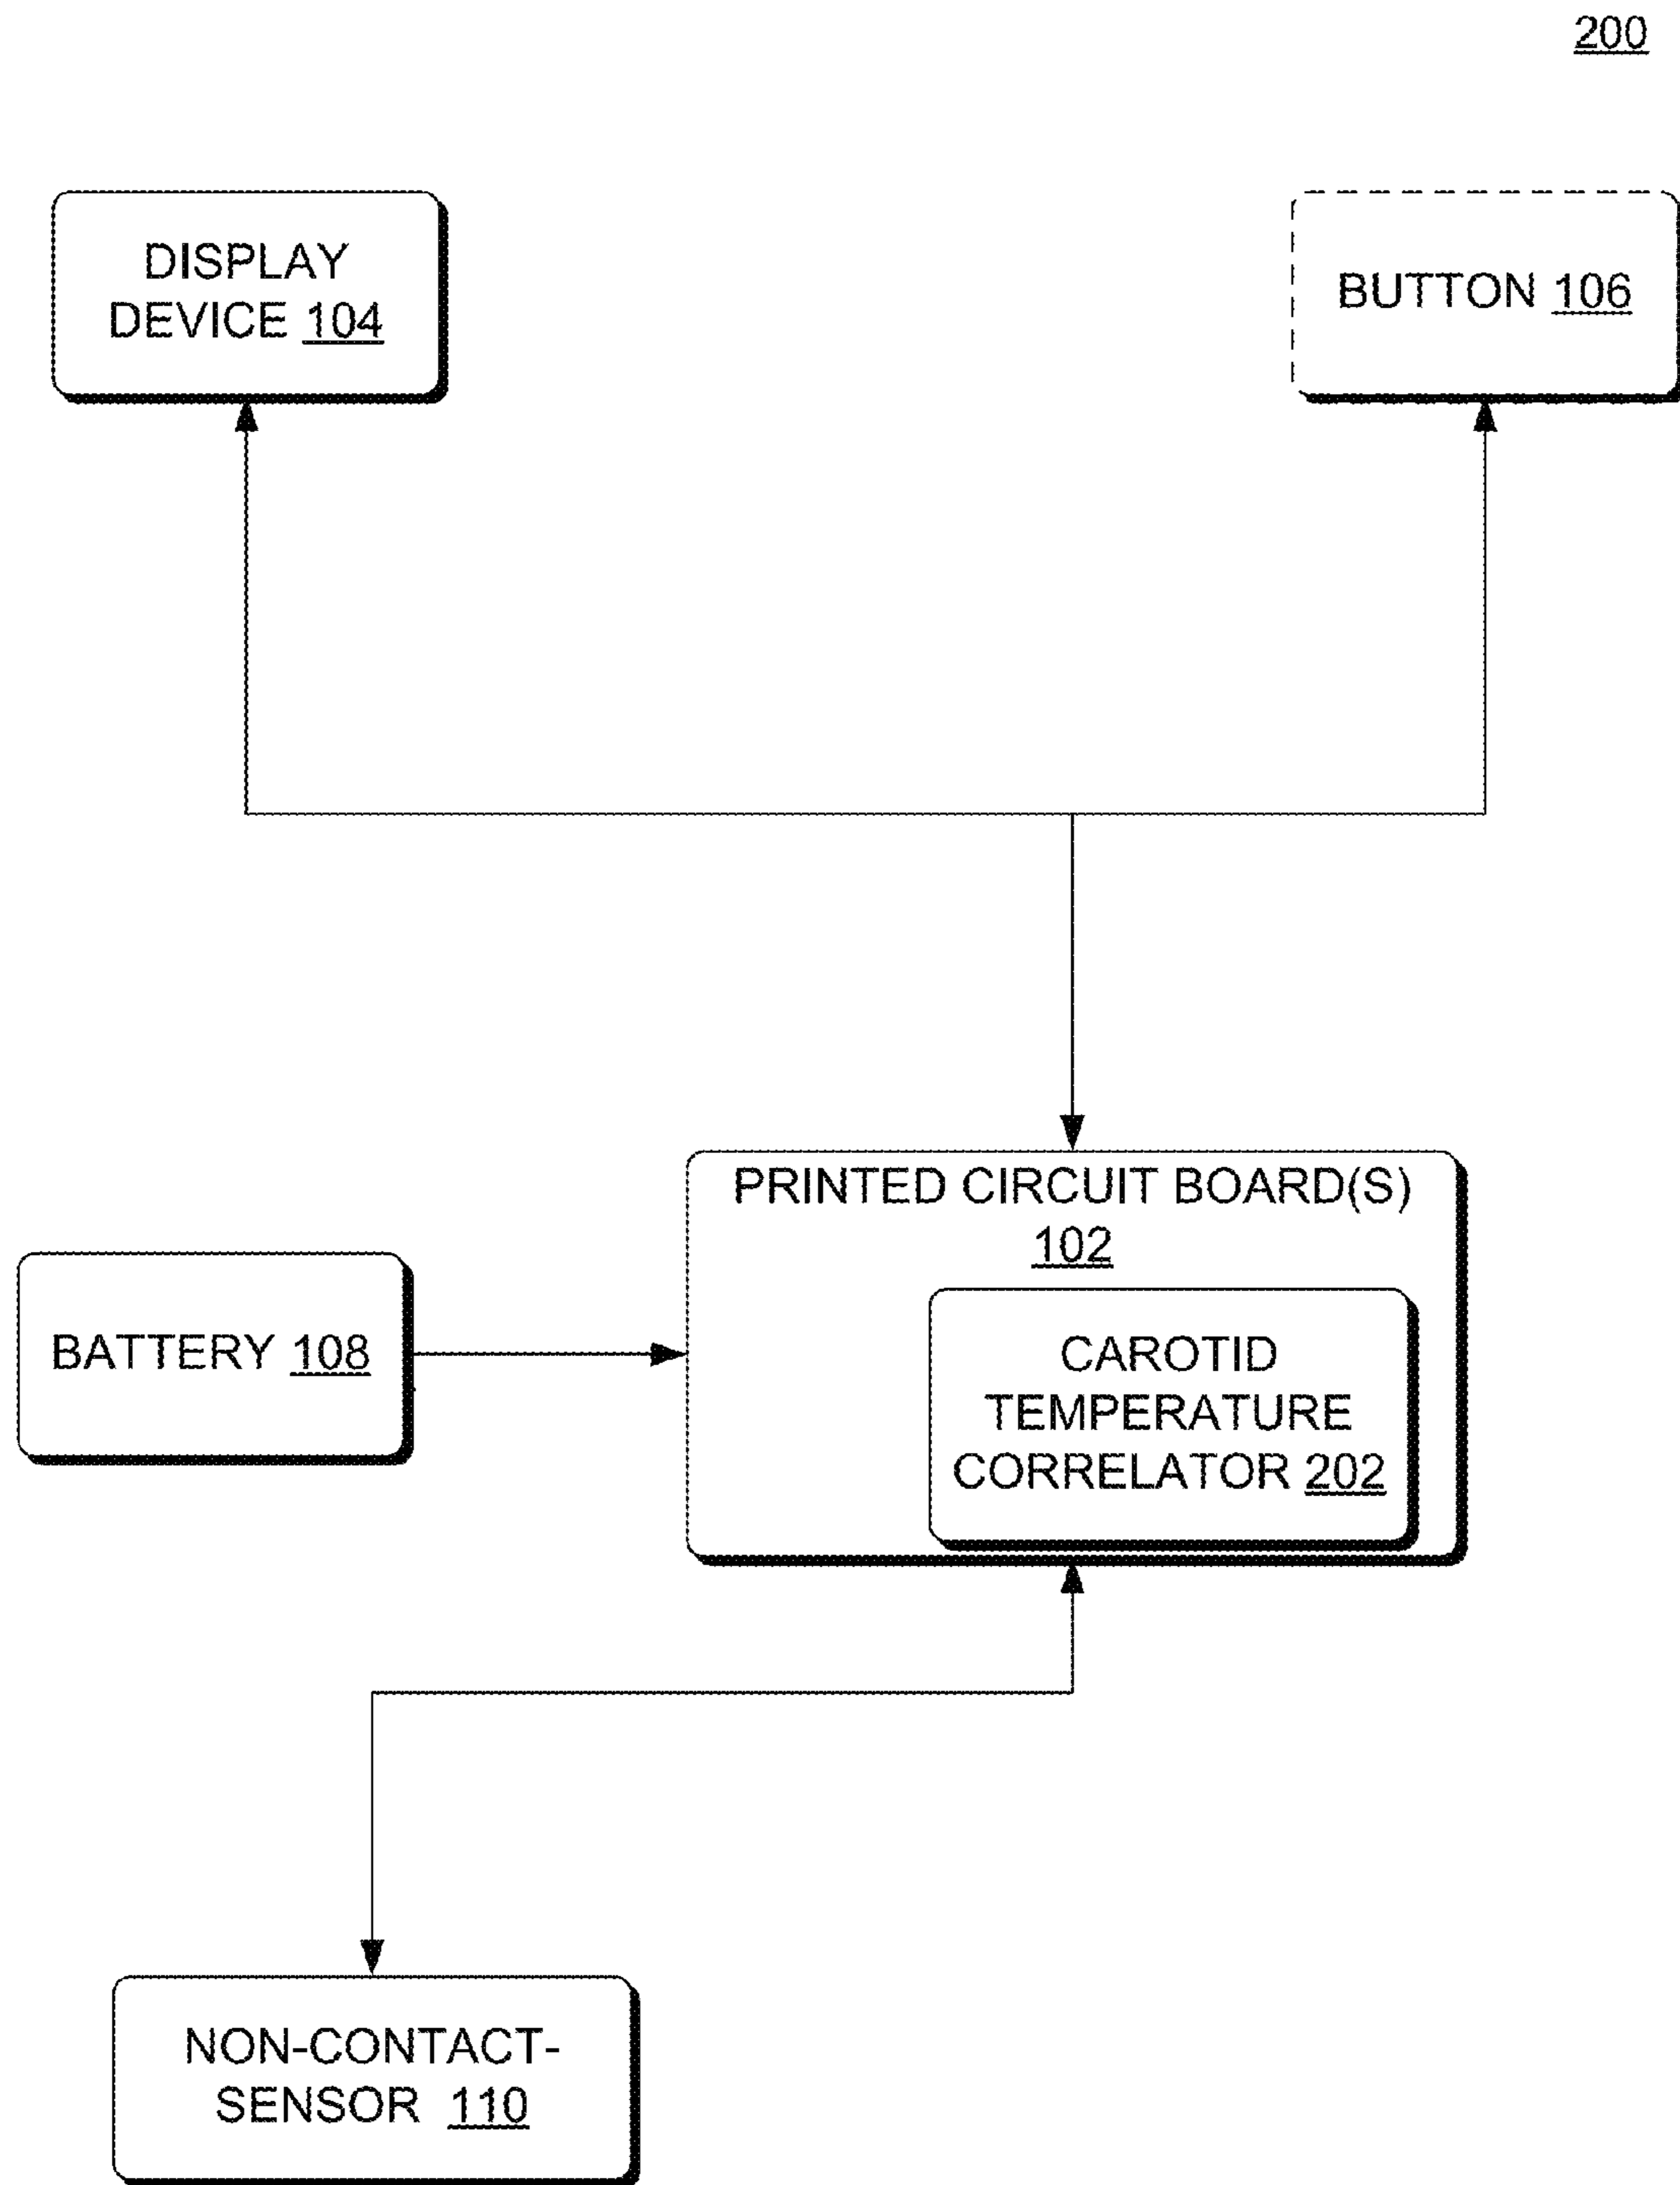 200
DISPLAY
DEVICE 104
BUTTON 106
PRINTED CIRCUIT BOARD(S)
102
BATTERY 108
CAROTID
TEMPERATURE
CORRELATOR 202
NON-CONTACT-
SENSOR 110